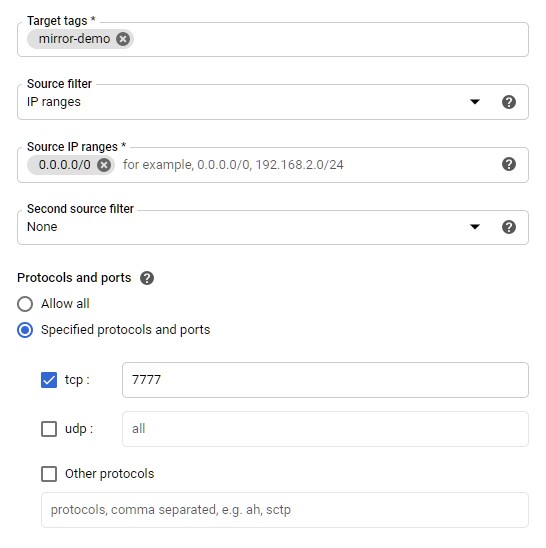 Target tags *
mirror-demo
Source filter
IP ranges
Source IP ranges *
0.0.0.0/0 for example, 0.0.0.0/0, 192.168.2.0/24
Second source filter
None
Protocols and ports
Allow all
Specified protocols and ports
tcp : 7777
udp : all
Other protocols
protocols, comma separated, e.g. ah, sctp